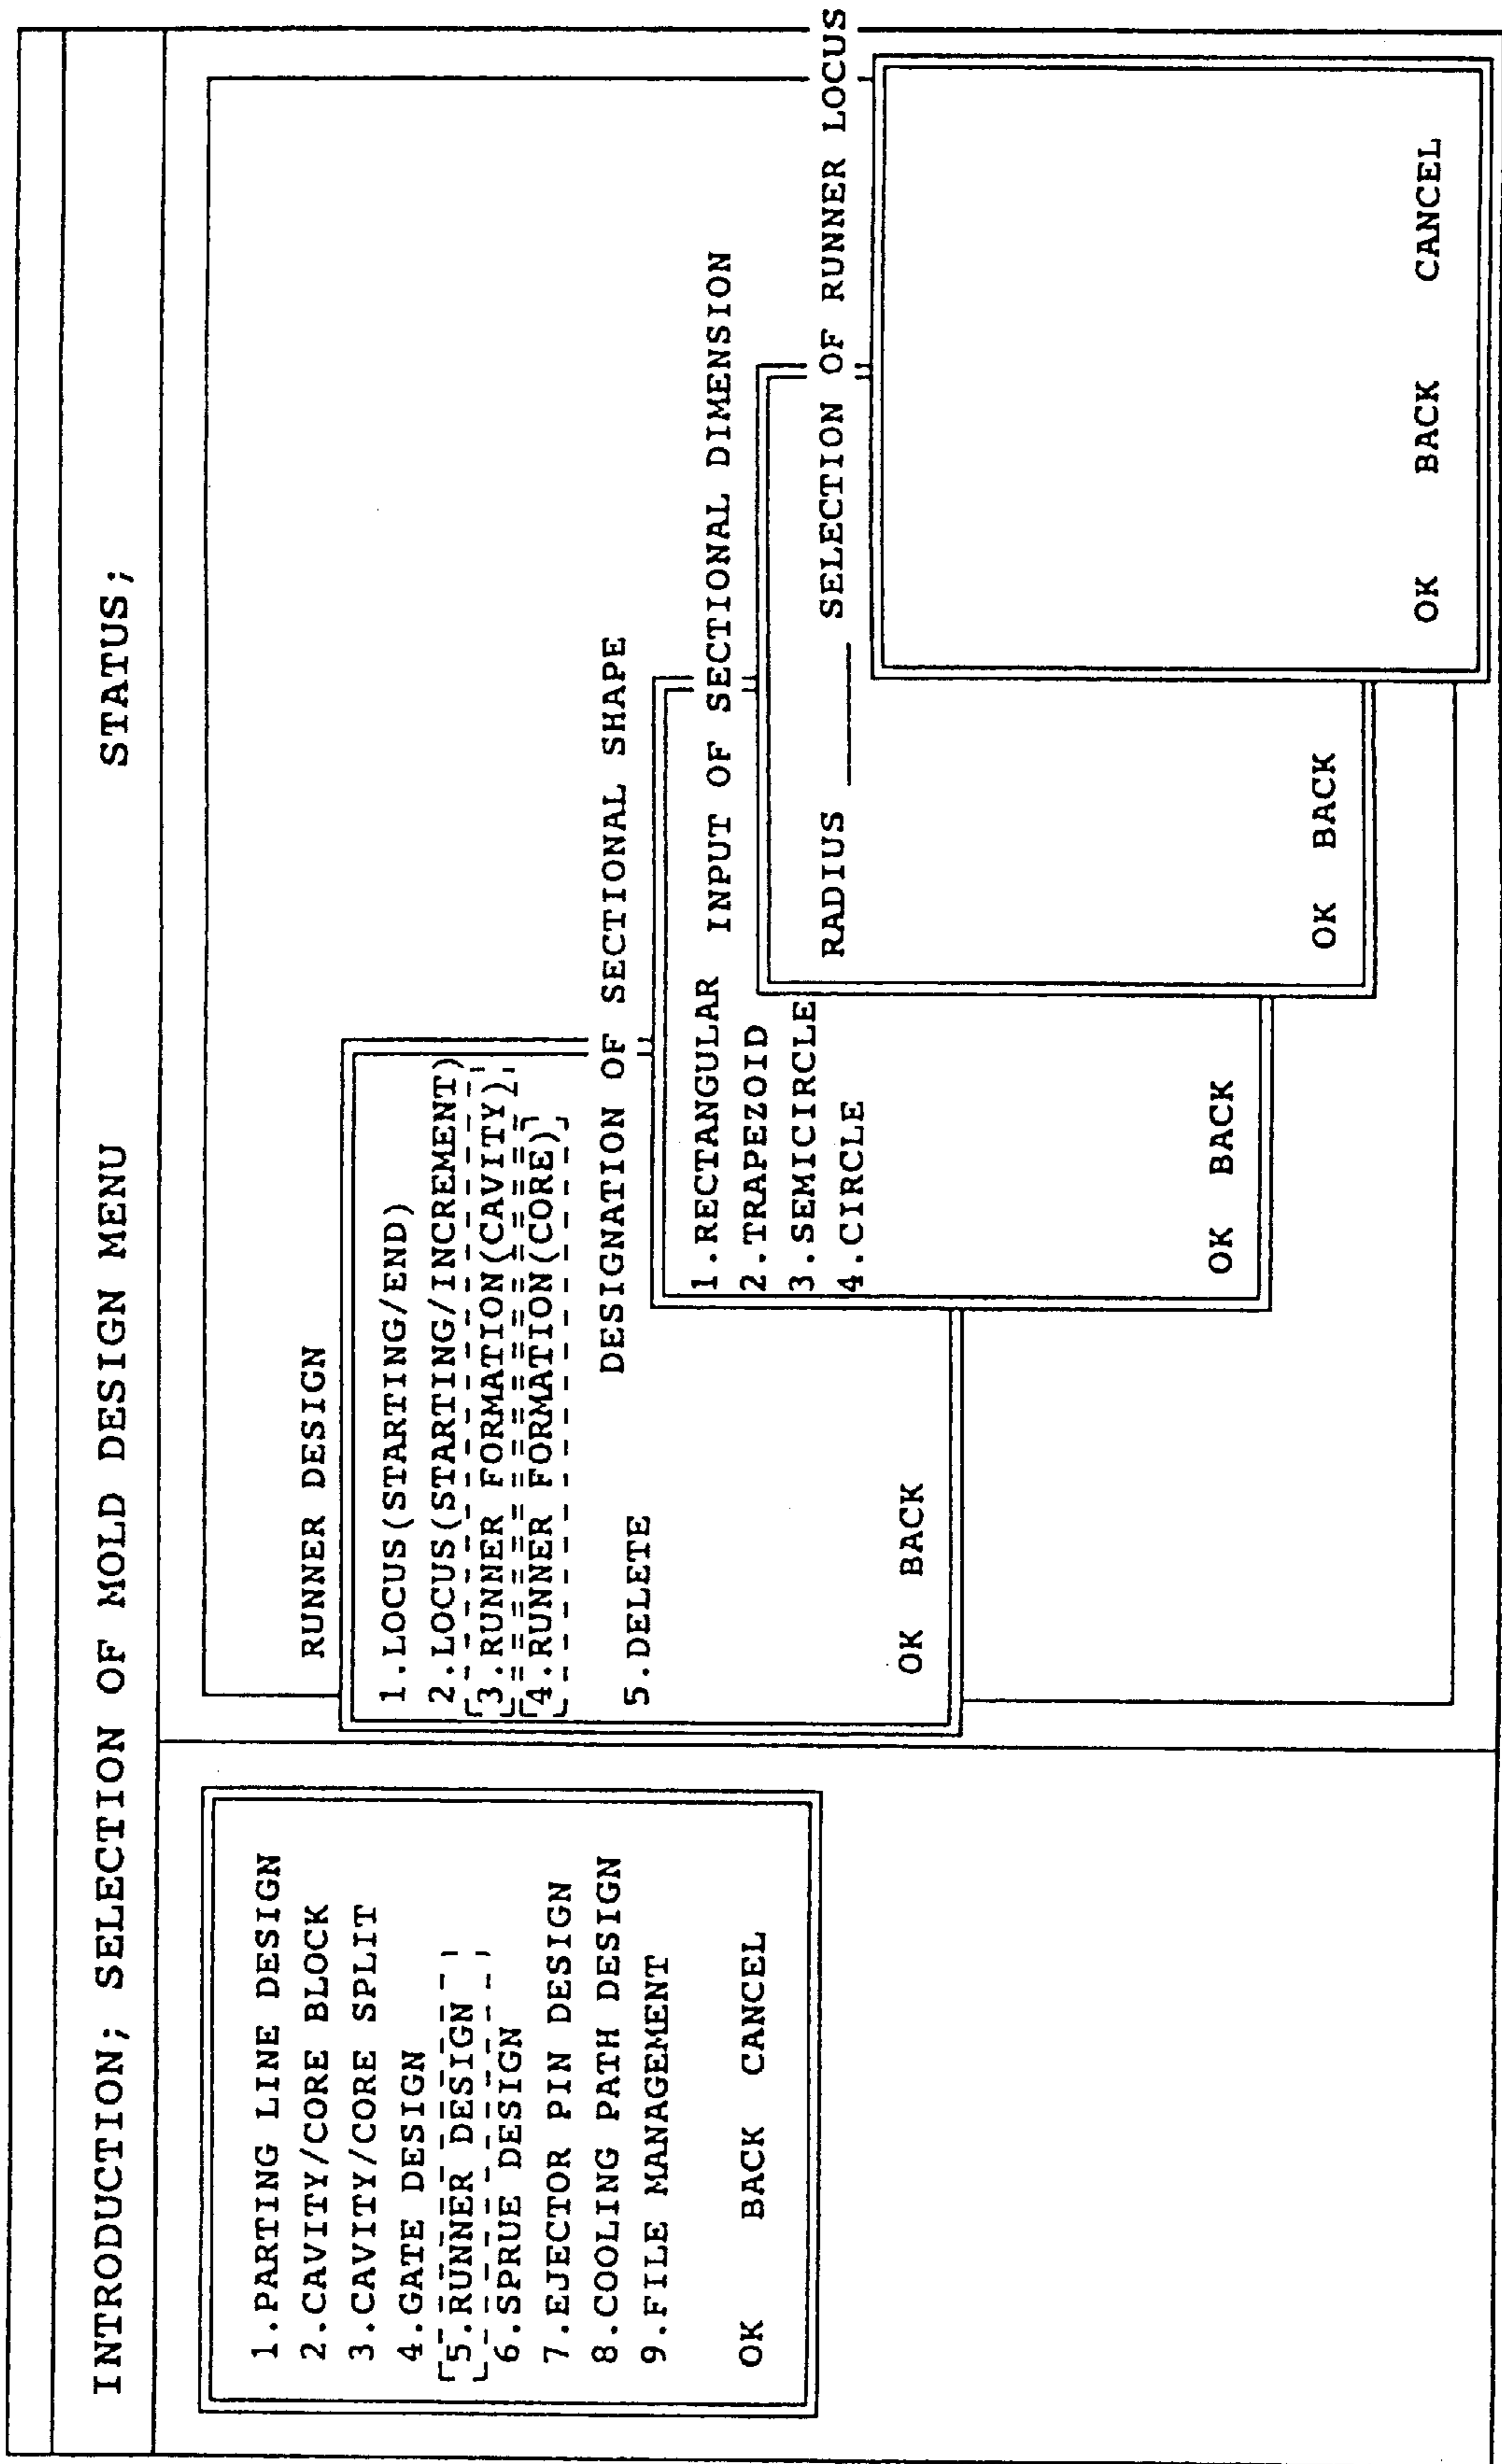 INTRODUCTION; SELECTION OF MOLD DESIGN MENU STATUS;
1.PARTING LINE DESIGN
2.CAVITY/CORE BLOCK
3.CAVITY/CORE SPLIT
4.GATE DESIGN
5.RUNNER DESIGN
6.SPRUE DESIGN
7.EJECTOR PIN DESIGN
8.COOLING PATH DESIGN
9.FILE MANAGEMENT
OK BACK CANCEL
RUNNER DESIGN
1.LOCUS(STARTING/END)
2.LOCUS(STARTING/INCREMENT)
3.RUNNER FORMATION(CAVITY)
4.RUNNER FORMATION(CORE)
5.DELETE
OK BACK
DESIGNATION OF SECTIONAL SHAPE
1.RECTANGULAR
2.TRAPEZOID
3.SEMICIRCLE
4.CIRCLE
OK BACK
INPUT OF SECTIONAL DIMENSION
RADIUS
OK BACK
SELECTION OF RUNNER LOCUS
OK BACK CANCEL